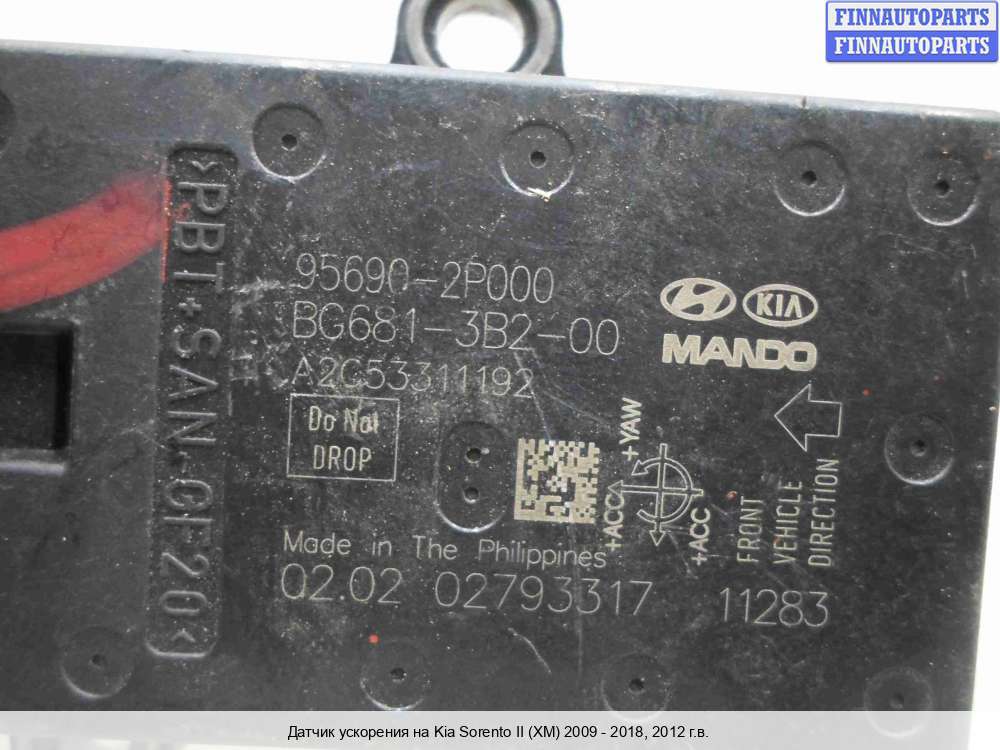 FINNAUTOPARTS
FINNAUTOPARTS
>PBT+SAN-GF20<
95690-2P000
BG681-3B2-00
A2C53311192
KIA
MANDO
Do Not
DROP
+YAW
+ACC
+ACC
FRONT
VEHICLE
DIRECTION
Made in The Philippines
02.02 02793317 11283
Датчик ускорения на Kia Sorento II (XM) 2009 - 2018, 2012 г.в.